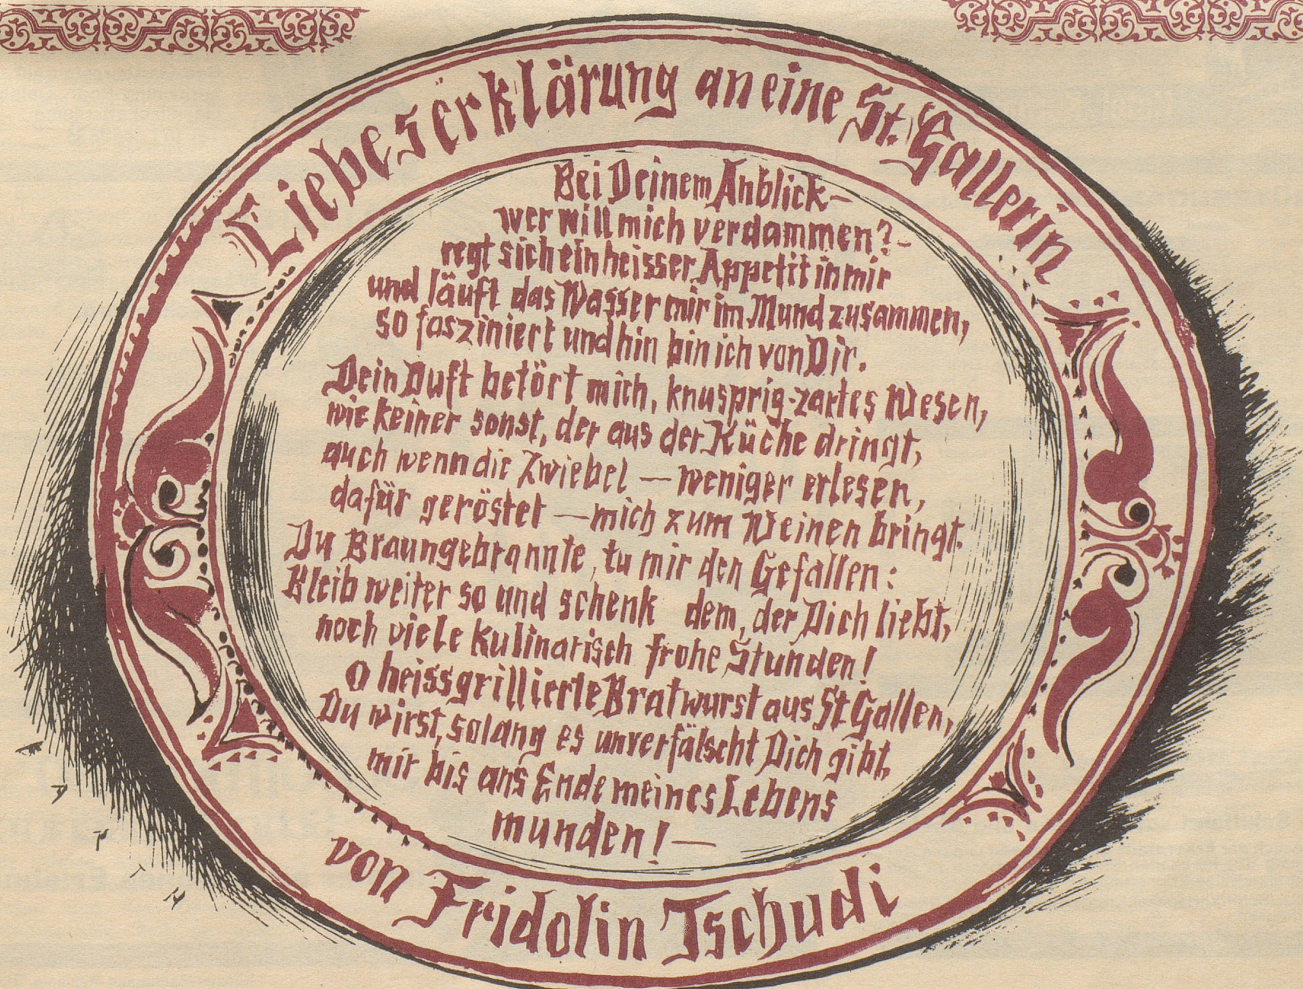 Liebeserklärung an eine St. Gallerin
Bei Deinem Anblick –
wer will mich verdammen? –
regt sich ein heisser Appetit in mir
und läuft das Wasser mir im Mund zusammen,
so fasziniert und hin bin ich von Dir.
Dein Duft betört mich, knusprig-zartes Wesen,
wie keiner sonst, der aus der Küche dringt,
auch wenn die Zwiebel – weniger erlesen,
dafür geröstet – mich zum Weinen bringt.
Du Braungebrannte, tu mir den Gefallen:
Bleib weiter so und schenk dem, der Dich liebt,
noch viele kulinarisch frohe Stunden!
O heissgrillierte Bratwurst aus St Gallen,
Du wirst, solang es unverfälscht Dich gibt,
mir bis ans Ende meines Lebens
munden! –
von Fridolin Tschudi